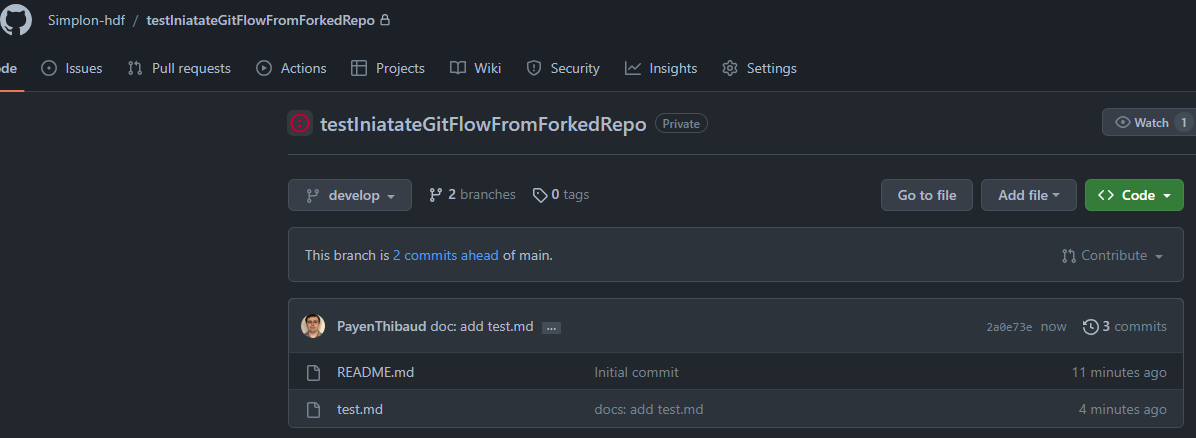 Simplon-hdf / testIniatateGitFlowFromForkedRepo
de Issues Pull requests Actions Projects Wiki Security Insights Settings
testIniatateGitFlowFromForkedRepo Private Watch 1
develop 2 branches 0 tags Go to file Add file <> Code
This branch is 2 commits ahead of main. Contribute
PayenThibaud doc: add test.md ... 2a0e73e now 3 commits
README.md Initial commit 11 minutes ago
test.md docs: add test.md 4 minutes ago